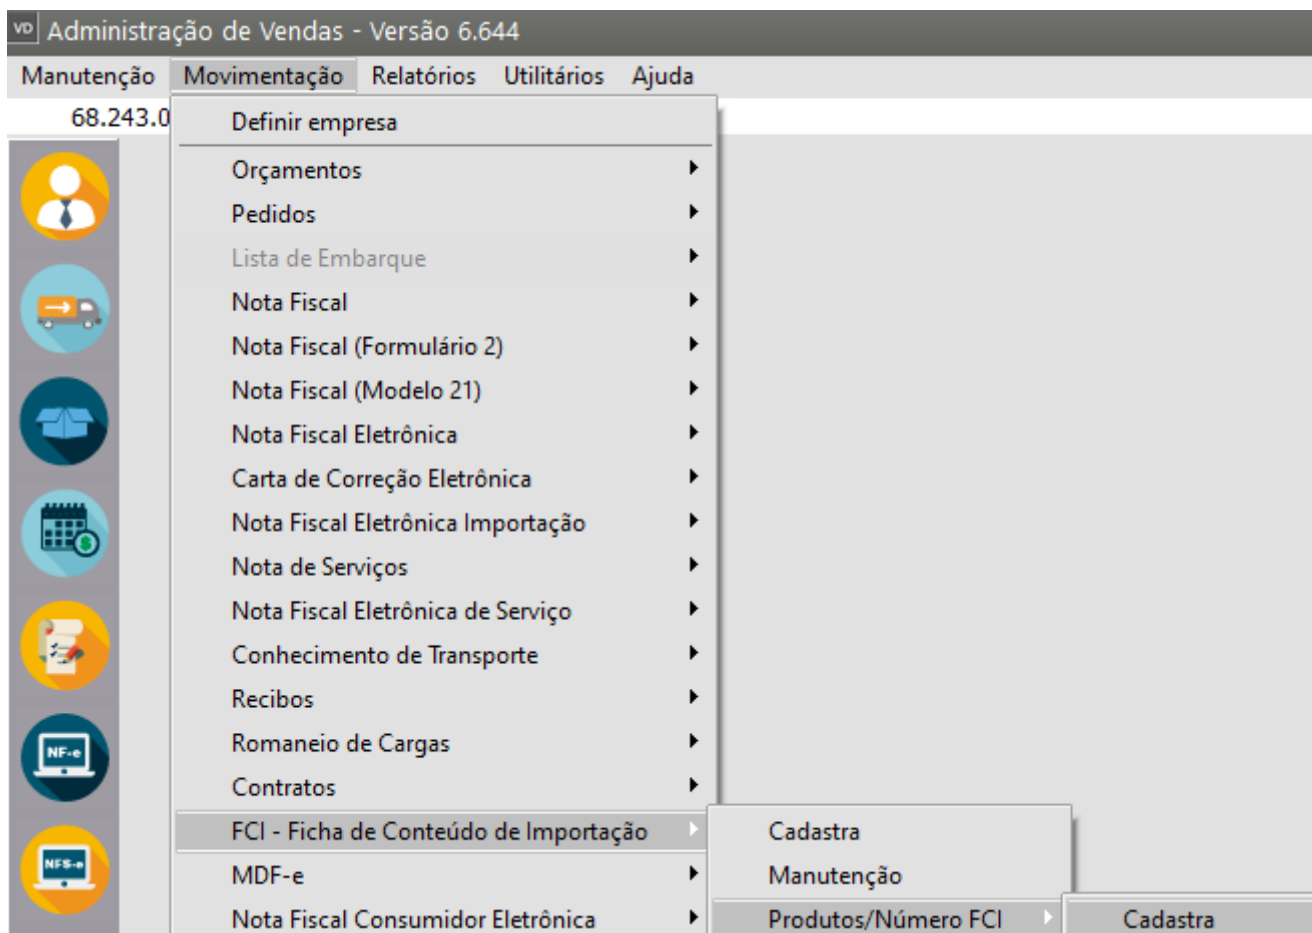 VD Administração de Vendas - Versão 6.644
Manutenção Movimentação Relatórios Utilitários Ajuda
68.243.0
Definir empresa
Orçamentos
Pedidos
Lista de Embarque
Nota Fiscal
Nota Fiscal (Formulário 2)
Nota Fiscal (Modelo 21)
Nota Fiscal Eletrônica
Carta de Correção Eletrônica
Nota Fiscal Eletrônica Importação
Nota de Serviços
Nota Fiscal Eletrônica de Serviço
Conhecimento de Transporte
Recibos
Romaneio de Cargas
NF-e
Contratos
FCI - Ficha de Conteúdo de Importação Cadastra
NFS-e
MDF-e Manutenção
Nota Fiscal Consumidor Eletrônica Produtos/Número FCI Cadastra